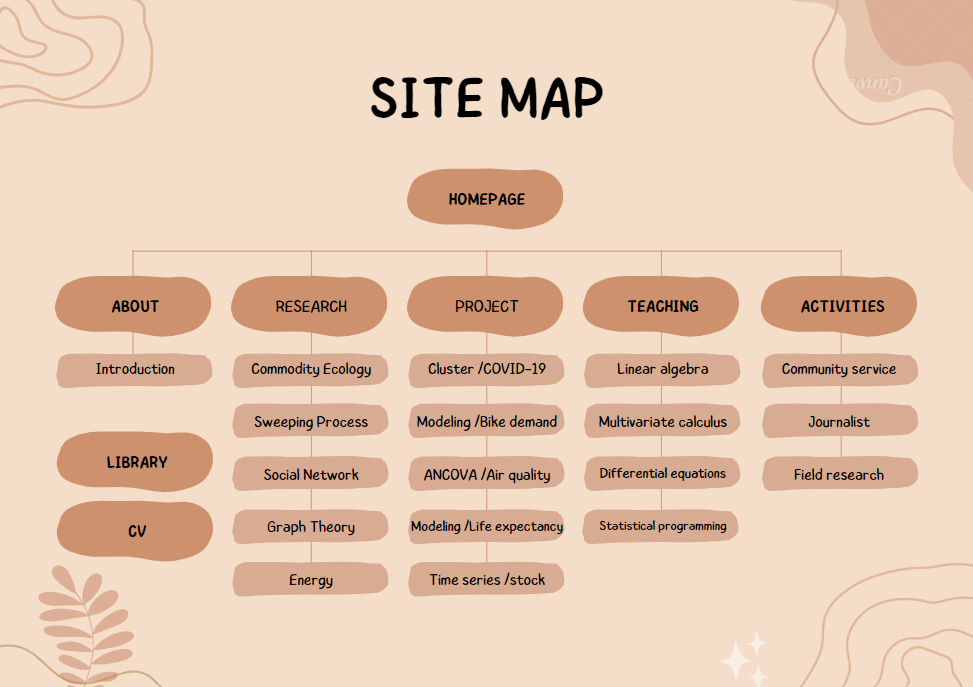 Canva
SITE MAP
HOMEPAGE
ABOUT
RESEARCH
PROJECT
TEACHING
ACTIVITIES
Introduction
Commodity Ecology
Cluster /COVID-19
Linear algebra
Community service
Sweeping Process
Modeling /Bike demand
Multivariate calculus
Journalist
LIBRARY
Social Network
ANCOVA /Air quality
Differential equations
Field research
CV
Graph Theory
Modeling /Life expectancy
Statistical programming
Energy
Time series /stock